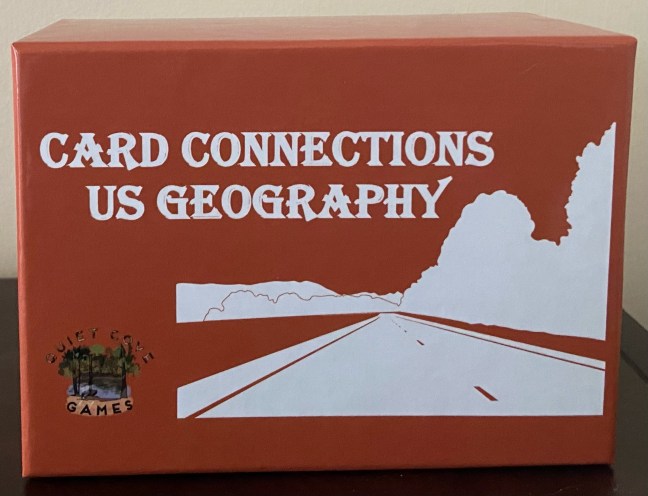 CARD CONNECTIONS
US GEOGRAPHY
QUIET COVE
GAMES